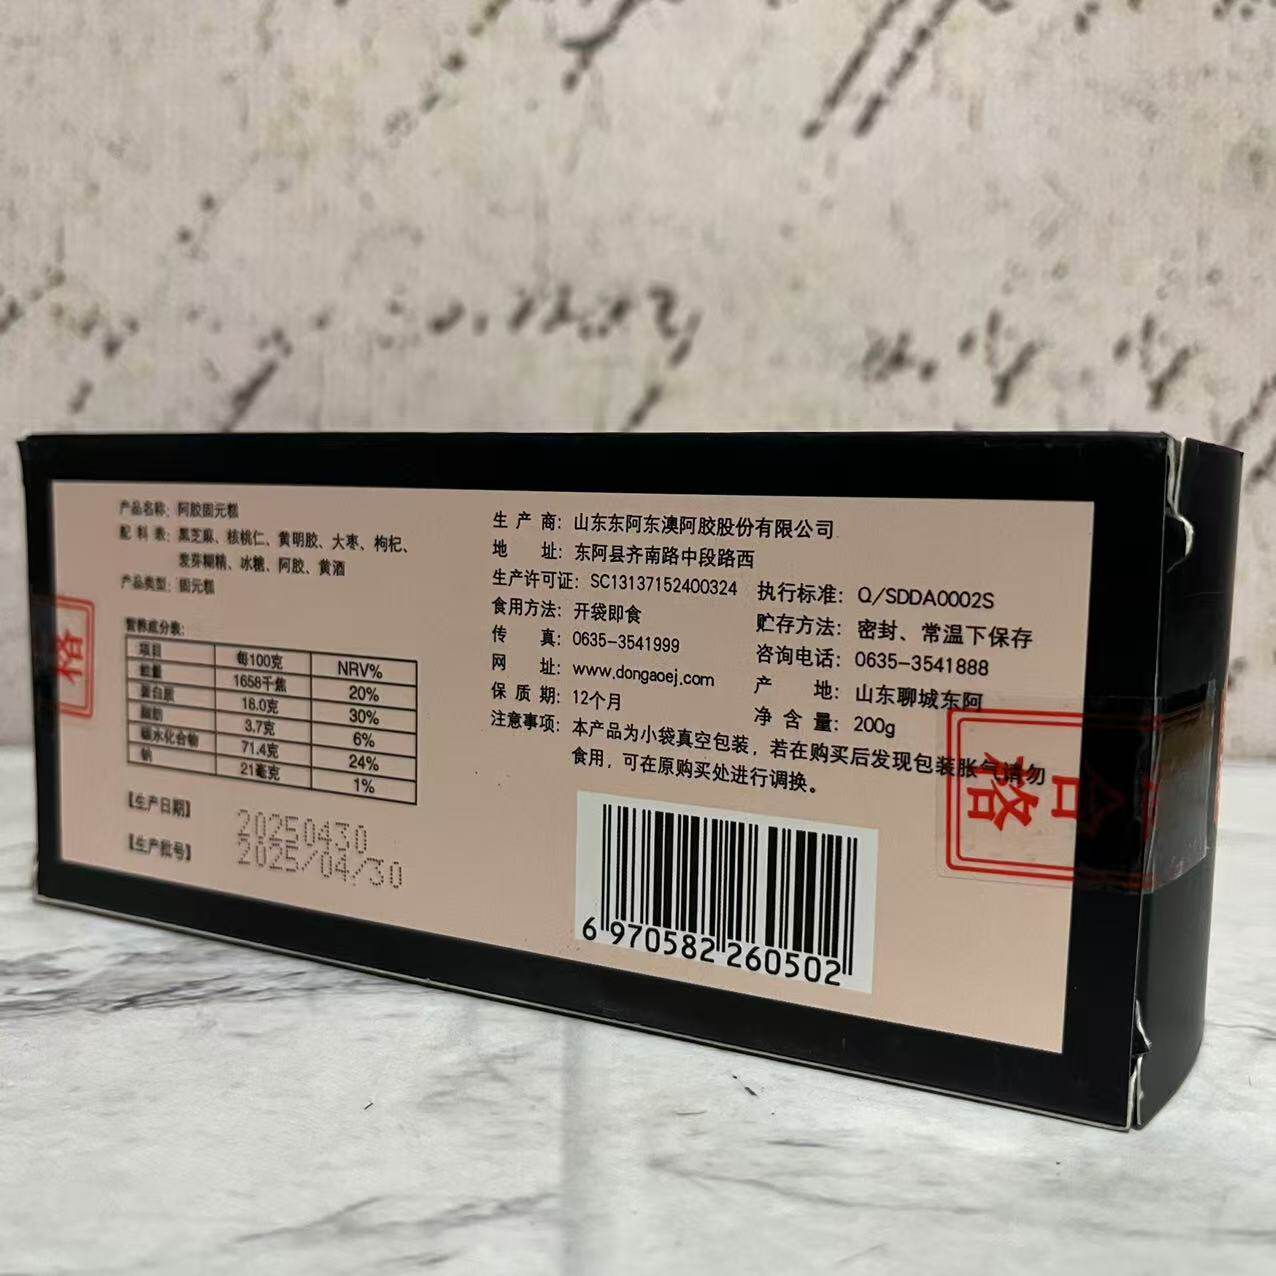 产品名称: 阿胶固元糕
配料表: 黑芝麻、核桃仁、黄明胶、大枣、枸杞、
发芽糊精、冰糖、阿胶、黄酒
产品类型: 固元糕
营养成分表:
项目 每100克 NRV%
能量 1658千焦 20%
蛋白质 18.0克 30%
脂肪 3.7克 6%
碳水化合物 71.4克 24%
钠 21毫克 1%
【生产日期】 20250430
【生产批号】 2025/04/30
生产商: 山东东阿东澳阿胶股份有限公司
地址: 东阿县齐南路中段路西
生产许可证: SC13137152400324 执行标准: Q/SDDA0002S
食用方法: 开袋即食 贮存方法: 密封、常温下保存
传真: 0635-3541999 咨询电话: 0635-3541888
网址: www.dongaoej.com 产地: 山东聊城东阿
保质期: 12个月 净含量: 200g
注意事项: 本产品为小袋真空包装, 若在购买后发现包装胀气请勿
食用, 可在原购买处进行调换。
6 970582 260502
格
合格